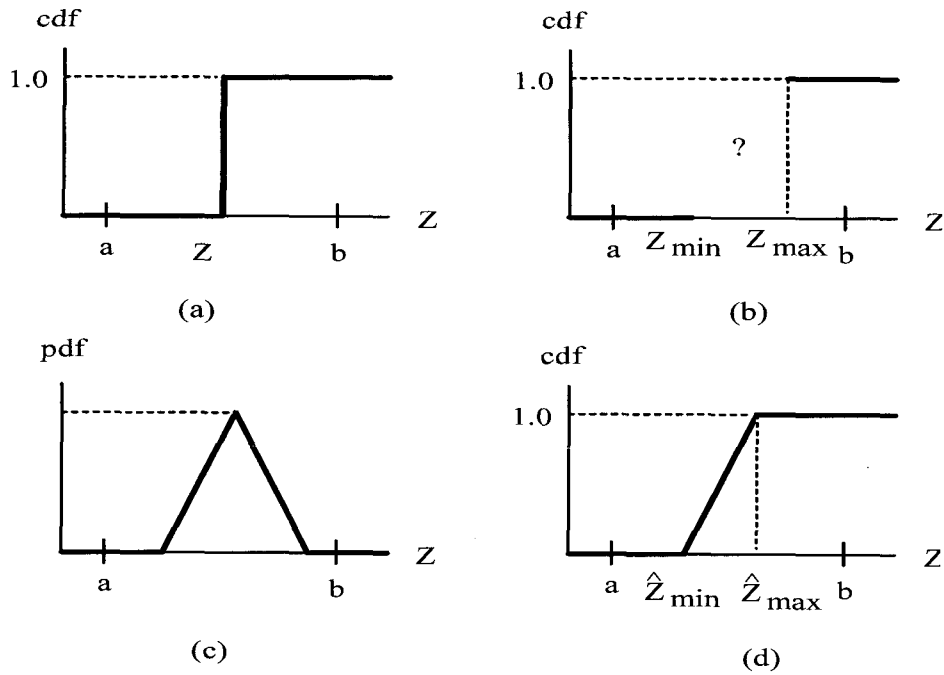 cdf
1.0
a
Z
b
Z
(a)
cdf
1.0
?
a
Z min
Z max
b
Z
(b)
pdf
a
b
Z
(c)
cdf
1.0
a
Ẑ min
Ẑ max
b
Z
(d)